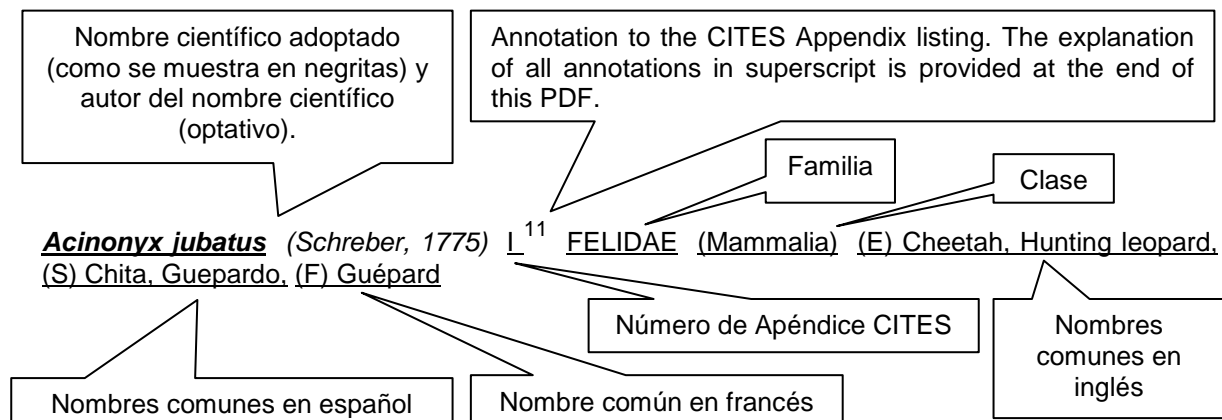 Nombre científico adoptado
(como se muestra en negritas) y
autor del nombre científico
(optativo).
Annotation to the CITES Appendix listing. The explanation
of all annotations in superscript is provided at the end of
this PDF.
Familia
Clase
Acinonyx jubatus (Schreber, 1775) I 11 FELIDAE (Mammalia) (E) Cheetah, Hunting leopard,
(S) Chita, Guepardo, (F) Guépard
Número de Apéndice CITES
Nombres
comunes en
inglés
Nombres comunes en español
Nombre común en francés